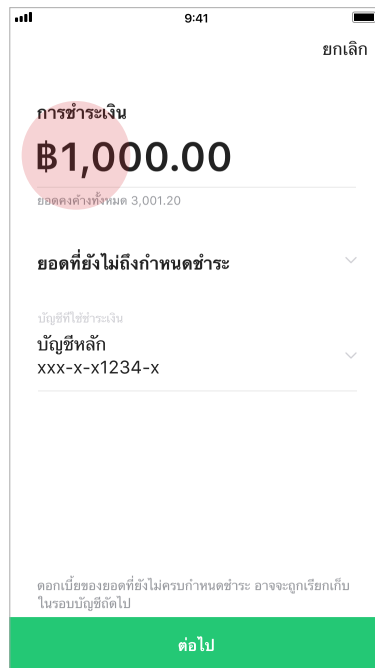 9:41
ยกเลิก
การชำระเงิน
฿1,000.00
ยอดคงค้างทั้งหมด 3,001.20
ยอดที่ยังไม่ถึงกำหนดชำระ
บัญชีที่ใช้ชำระเงิน
บัญชีหลัก
xxx-x-x1234-x
ดอกเบี้ยของยอดที่ยังไม่ครบกำหนดชำระ อาจจะถูกเรียกเก็บ
ในรอบบัญชีถัดไป
ต่อไป